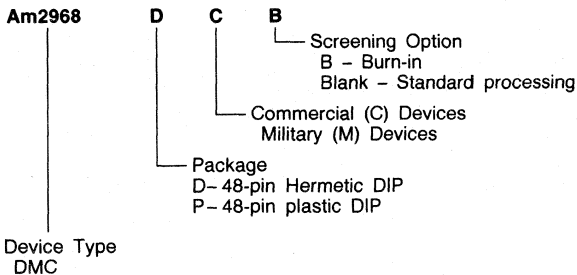 Am2968 D C B
Screening Option
B – Burn-in
Blank – Standard processing
Commercial (C) Devices
Military (M) Devices
Package
D– 48-pin Hermetic DIP
P– 48-pin plastic DIP
Device Type
DMC